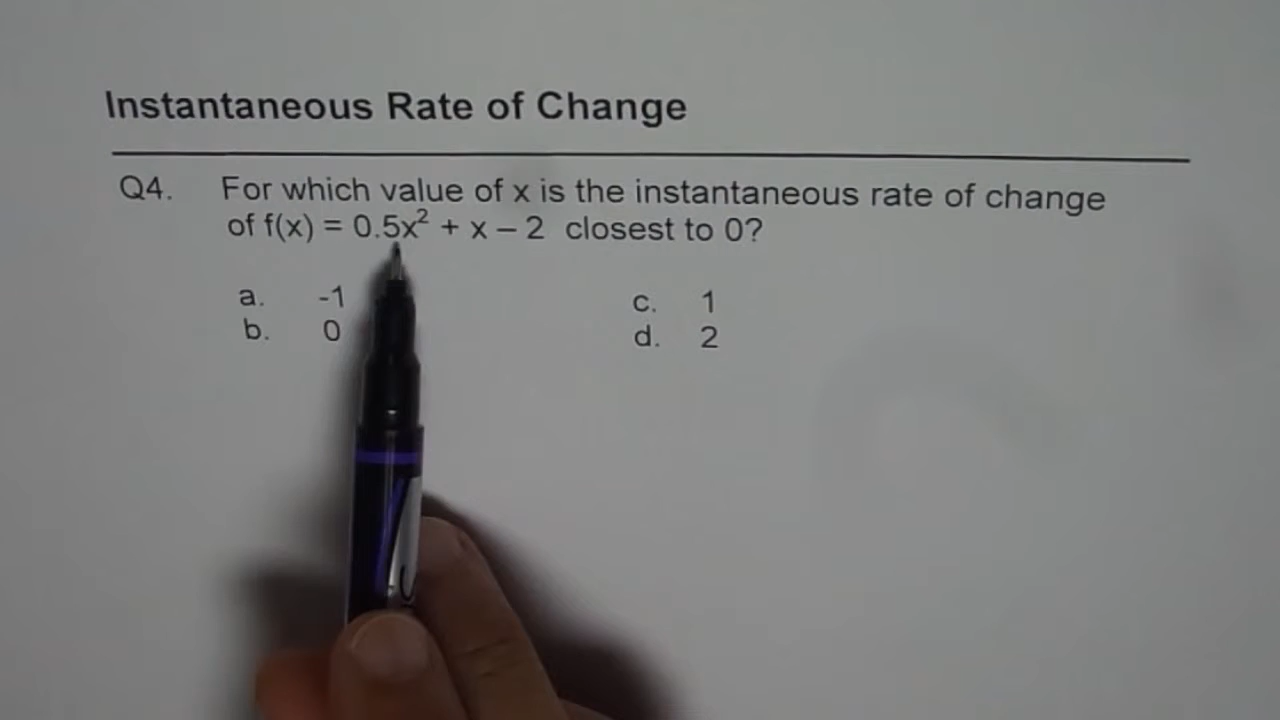 Instantaneous Rate of Change
Q4. For which value of x is the instantaneous rate of change
of f(x) = 0.5x² + x – 2 closest to 0?
a. -1 c. 1
b. 0 d. 2